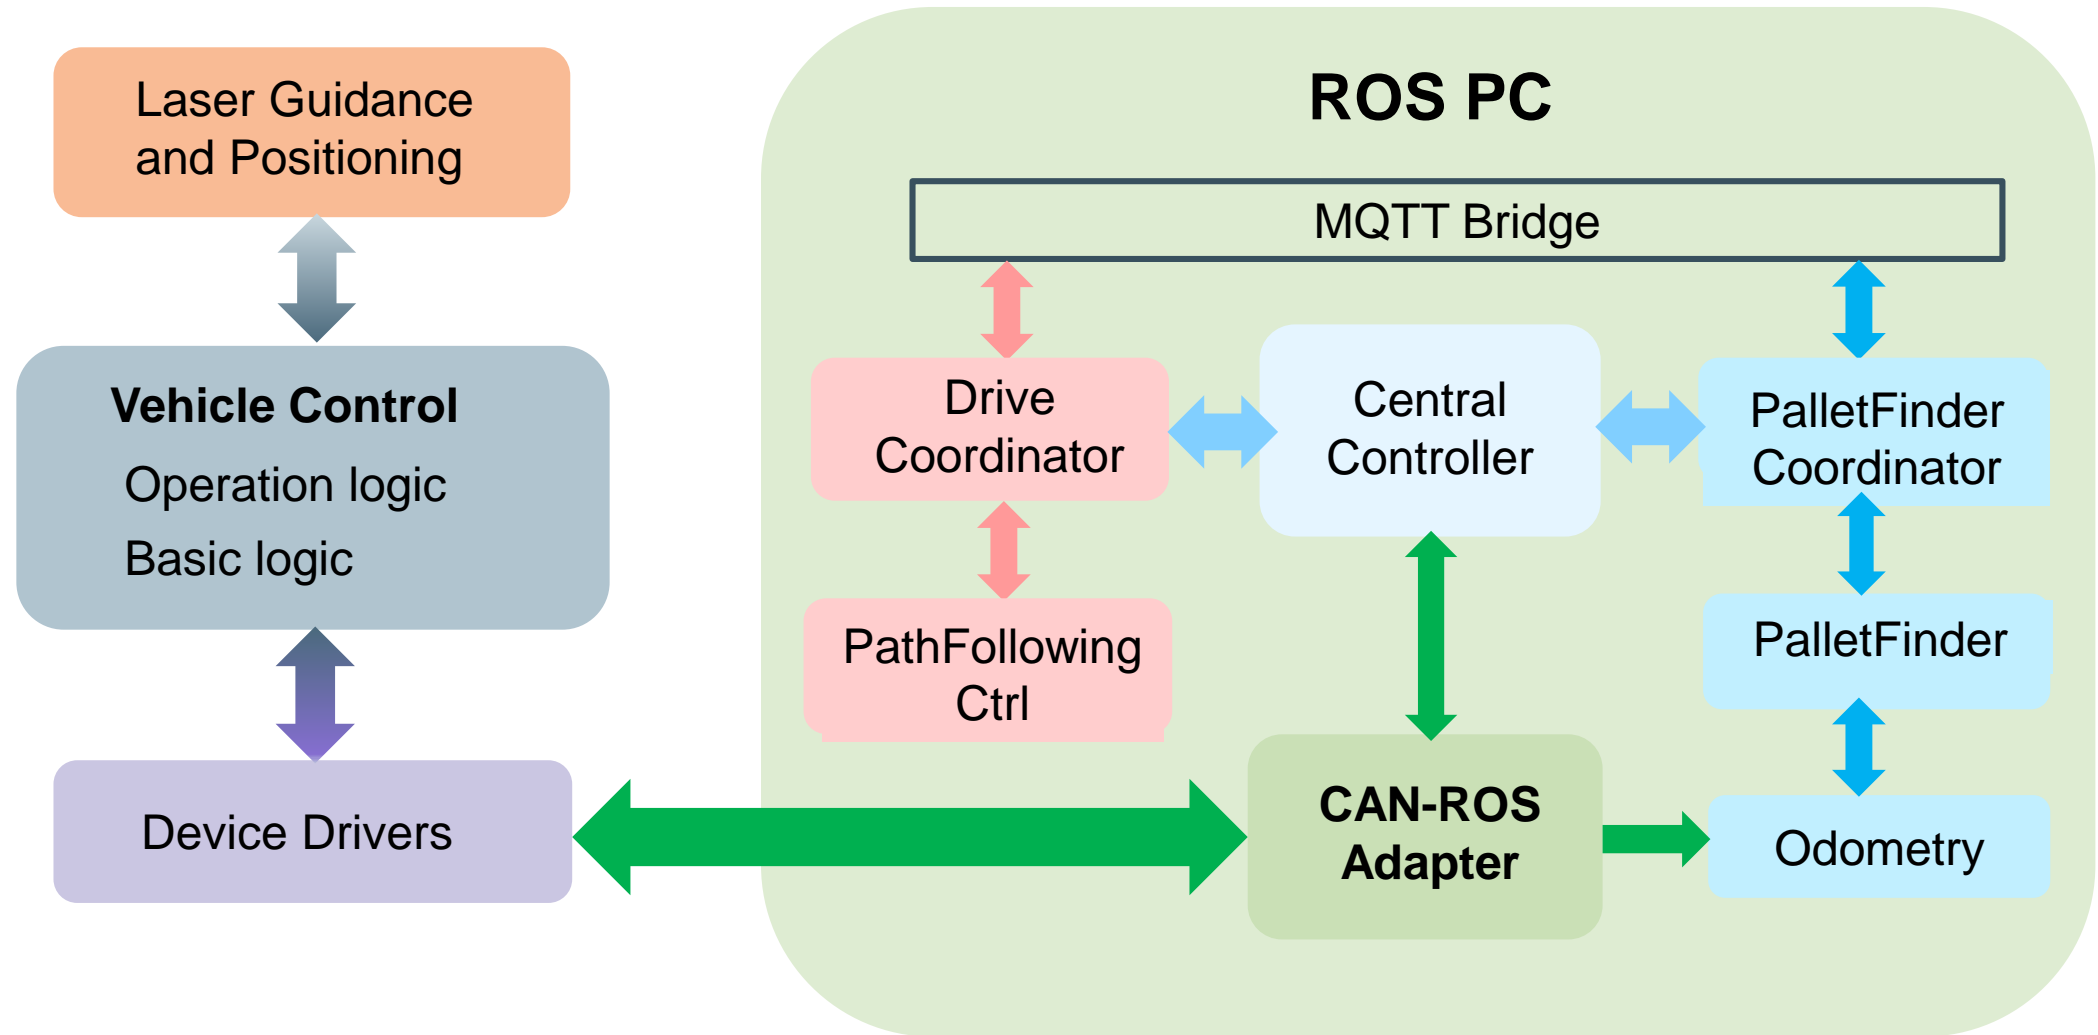 Laser Guidance
and Positioning
Vehicle Control
Operation logic
Basic logic
Device Drivers
ROS PC
MQTT Bridge
Drive
Coordinator
Central
Controller
PalletFinder
Coordinator
PathFollowing
Ctrl
PalletFinder
CAN-ROS
Adapter
Odometry